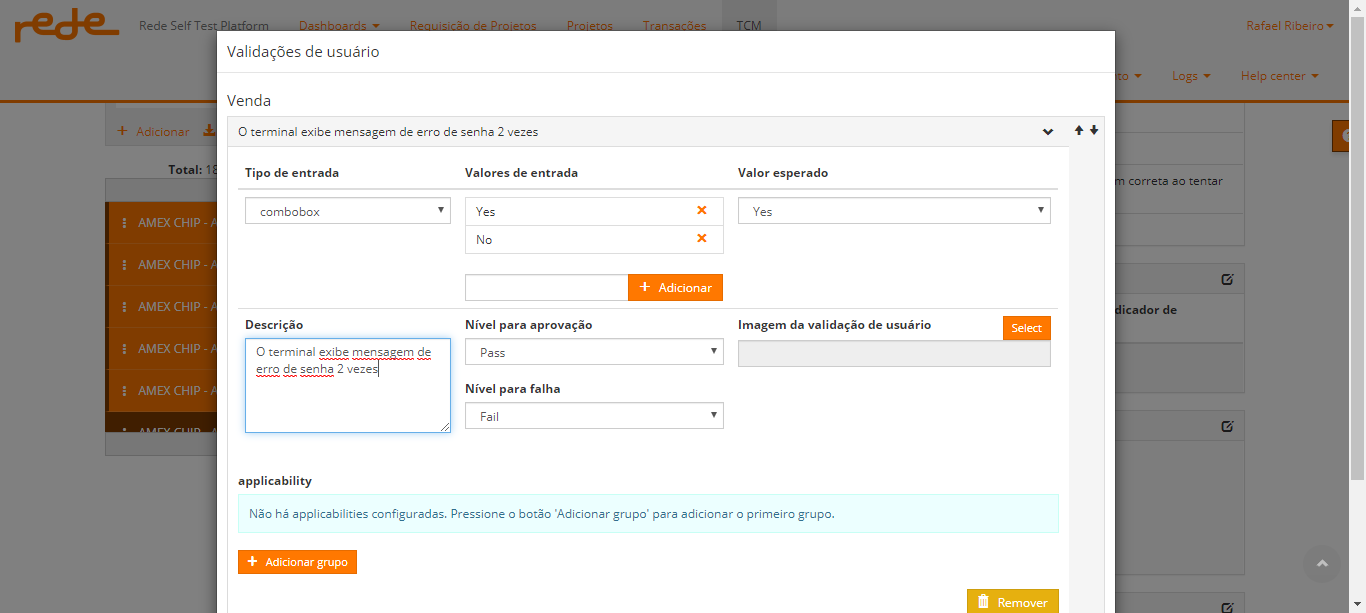 rede Rede Self Test Platform Dashboards Requisição de Projetos Projetos Transações TCM Rafael Ribeiro
Validações de usuário
Logs Help center
Venda
+ Adicionar
O terminal exibe mensagem de erro de senha 2 vezes
Total: 18
Tipo de entrada Valores de entrada Valor esperado
correta ao tentar
combobox Yes Yes
AMEX CHIP - A
No
AMEX CHIP - A
+ Adicionar
AMEX CHIP - A
Descrição Nível para aprovação Imagem da validação de usuário Select
dicador de
O terminal exibe mensagem de
erro de senha 2 vezes
Pass
AMEX CHIP - A
Nível para falha
AMEX CHIP - A
Fail
AMEX CHIP - A
applicability
Não há applicabilities configuradas. Pressione o botão 'Adicionar grupo' para adicionar o primeiro grupo.
+ Adicionar grupo
Remover